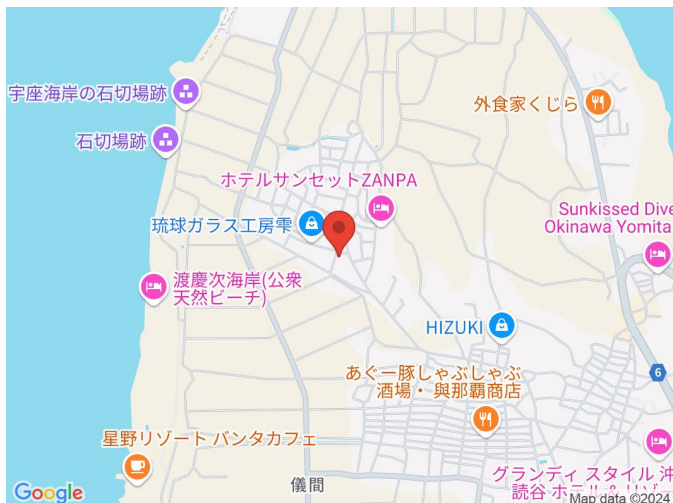 宇座海岸の石切場跡
石切場跡
外食家くじら
ホテルサンセットZANPA
琉球ガラス工房雫
Sunkissed Dive
Okinawa Yomita
渡慶次海岸(公衆
天然ビーチ)
HIZUKI
あぐー豚しゃぶしゃぶ
酒場・與那覇商店
6
星野リゾート バンタカフェ
儀間
グランディ スタイル 沖
読谷 ホテル & リゾ
Google
Map data ©2024